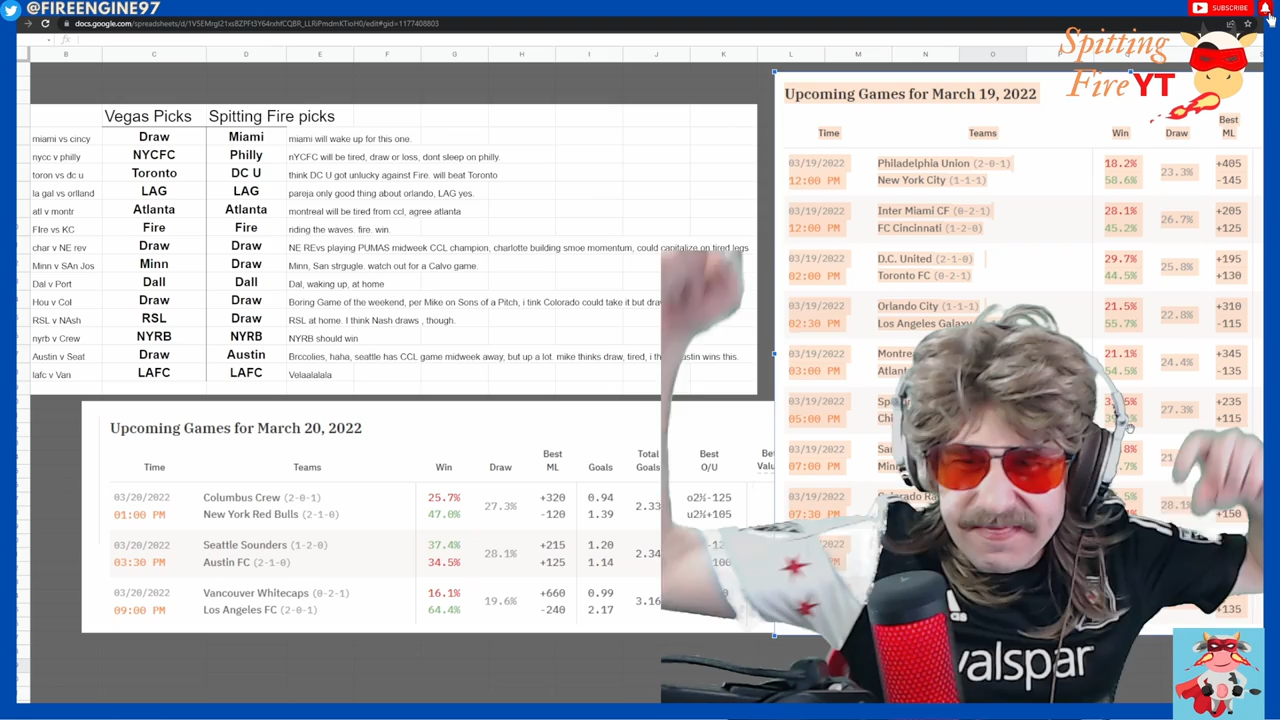 @FIREENGINE97
SUBSCRIBE
docs.google.com/spreadsheets/d/1V5EMrgI21xs8ZPFt3Y64rxhfCQBR_LLRiPmdmKTioH0/edit#gid=1177408803
fx
B C D E F G H I J K L M N O
Spitting
Fire YT
Vegas Picks Spitting Fire picks
miami vs cincy Draw Miami miami will wake up for this one.
nycc v philly NYCFC Philly nYCFC will be tired, draw or loss, dont sleep on philly.
toron vs dc u Toronto DC U think DC U got unlucky against Fire. will beat Toronto
la gal vs orlland LAG LAG pareja only good thing about orlando, LAG yes.
atl v montr Atlanta Atlanta montreal will be tired from ccl, agree atlanta
FIre vs KC Fire Fire riding the waves. fire. win.
char v NE rev Draw Draw NE REvs playing PUMAS midweek CCL champion, charlotte building smoe momentum, could capitalize on tired legs
Minn v SAn Jos Minn Draw Minn, San strgugle. watch out for a Calvo game.
Dal v Port Dall Dall Dal, waking up, at home
Hou v Col Draw Draw Boring Game of the weekend, per Mike on Sons of a Pitch, i tink Colorado could take it but
RSL v NAsh RSL Draw RSL at home. I think Nash draws , though.
nyrb v Crew NYRB NYRB NYRB should win
Austin v Seat Draw Austin Brccolies, haha, seattle has CCL game midweek away, but up a lot. mike thinks draw, tired, i wins this.
lafc v Van LAFC LAFC Velaalalala
Upcoming Games for March 19, 2022
Time Teams Win Draw Best
ML
03/19/2022 Philadelphia Union (2-0-1) 18.2% 23.3% +405
12:00 PM New York City (1-1-1) 58.6% -145
03/19/2022 Inter Miami CF (0-2-1) 28.1% 26.7% +205
12:00 PM FC Cincinnati (1-2-0) 45.2% +125
03/19/2022 D.C. United (2-1-0) 29.7% 25.8% +195
02:00 PM Toronto FC (0-2-1) 44.5% +130
03/19/2022 Orlando City (1-1-1) 21.5% 22.8% +310
02:30 PM Los Angeles Galaxy 55.7% -115
03/19/2022 21.1% 24.4% +345
03:00 PM 54.5% -135
03/19/2022 27.3% +235
05:00 PM +115
03/19/2022
07:00 PM
03/19/2022 28.1%
07:30 PM +150
+135
Upcoming Games for March 20, 2022
Time Teams Win Draw Best
ML Goals Total
Goals Best
O/U
03/20/2022 Columbus Crew (2-0-1) 25.7% 27.3% +320 0.94 2.33 o2½-125
01:00 PM New York Red Bulls (2-1-0) 47.0% -120 1.39 u2½+105
03/20/2022 Seattle Sounders (1-2-0) 37.4% 28.1% +215 1.20 2.34
03:30 PM Austin FC (2-1-0) 34.5% +125 1.14
03/20/2022 Vancouver Whitecaps (0-2-1) 16.1% 19.6% +660 0.99 3.16
09:00 PM Los Angeles FC (2-0-1) 64.4% -240 2.17
valspar